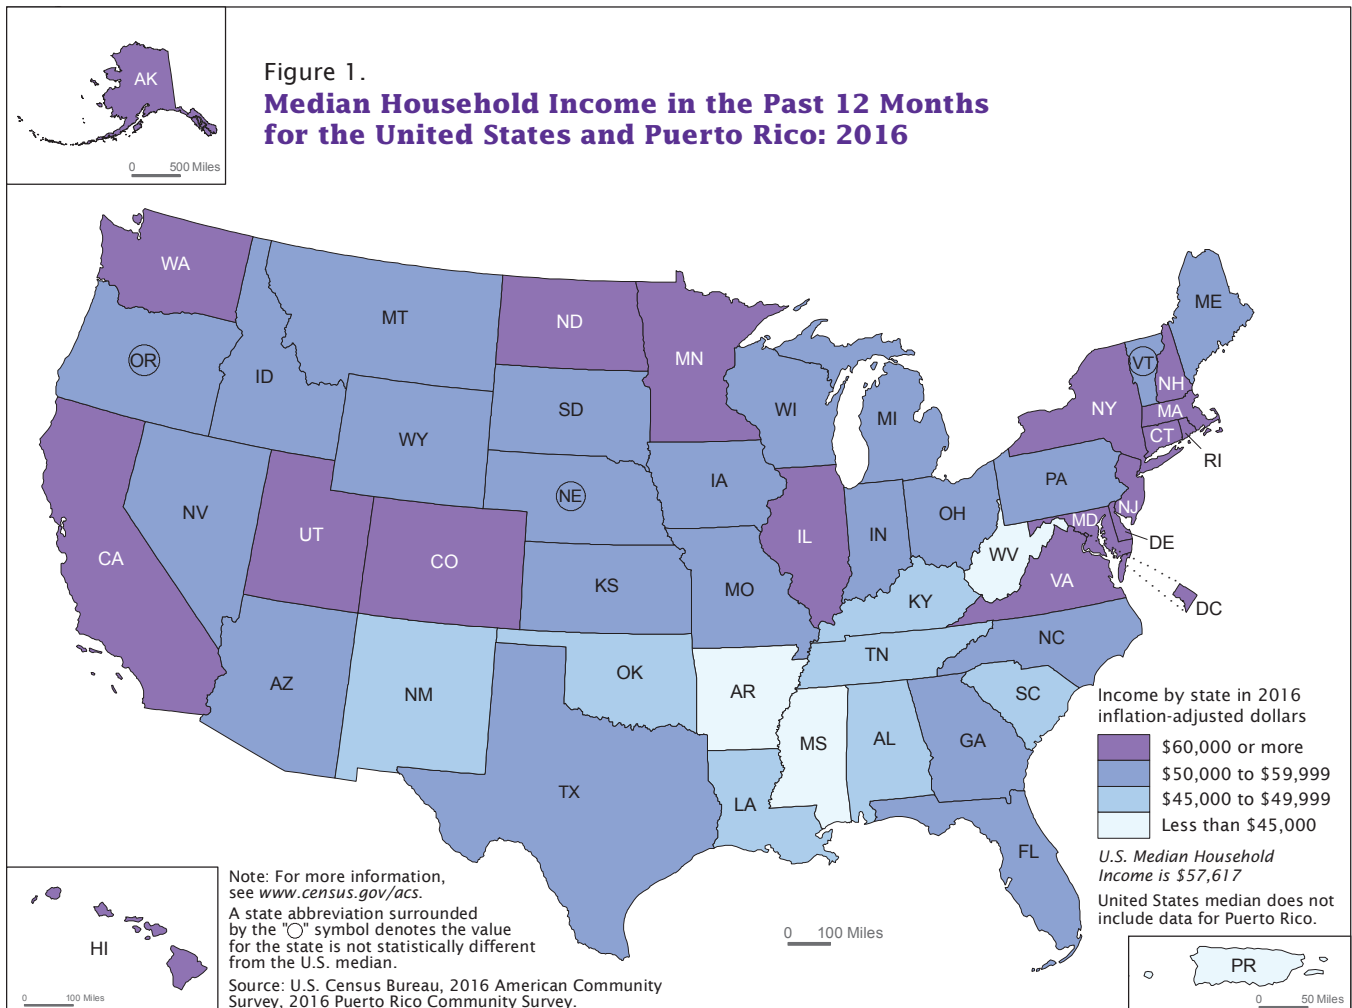 AK
0 500 Miles
Figure 1.
Median Household Income in the Past 12 Months
for the United States and Puerto Rico: 2016
WA
MT
ND
MN
ME
OR
ID
SD
WI
MI
VT
NH
NY
MA
CT
RI
WY
NV
UT
CA
CO
NE
IA
IL
IN
OH
PA
NJ
MD
DE
DC
WV
VA
KS
MO
KY
NC
TN
SC
AZ
NM
OK
AR
MS
AL
GA
TX
LA
FL
Income by state in 2016
inflation-adjusted dollars
$60,000 or more
$50,000 to $59,999
$45,000 to $49,999
Less than $45,000
U.S. Median Household
Income is $57,617
United States median does not
include data for Puerto Rico.
0 100 Miles
HI
0 100 Miles
Note: For more information,
see www.census.gov/acs.
A state abbreviation surrounded
by the "○" symbol denotes the value
for the state is not statistically different
from the U.S. median.
Source: U.S. Census Bureau, 2016 American Community
Survey, 2016 Puerto Rico Community Survey.
PR
0 50 Miles